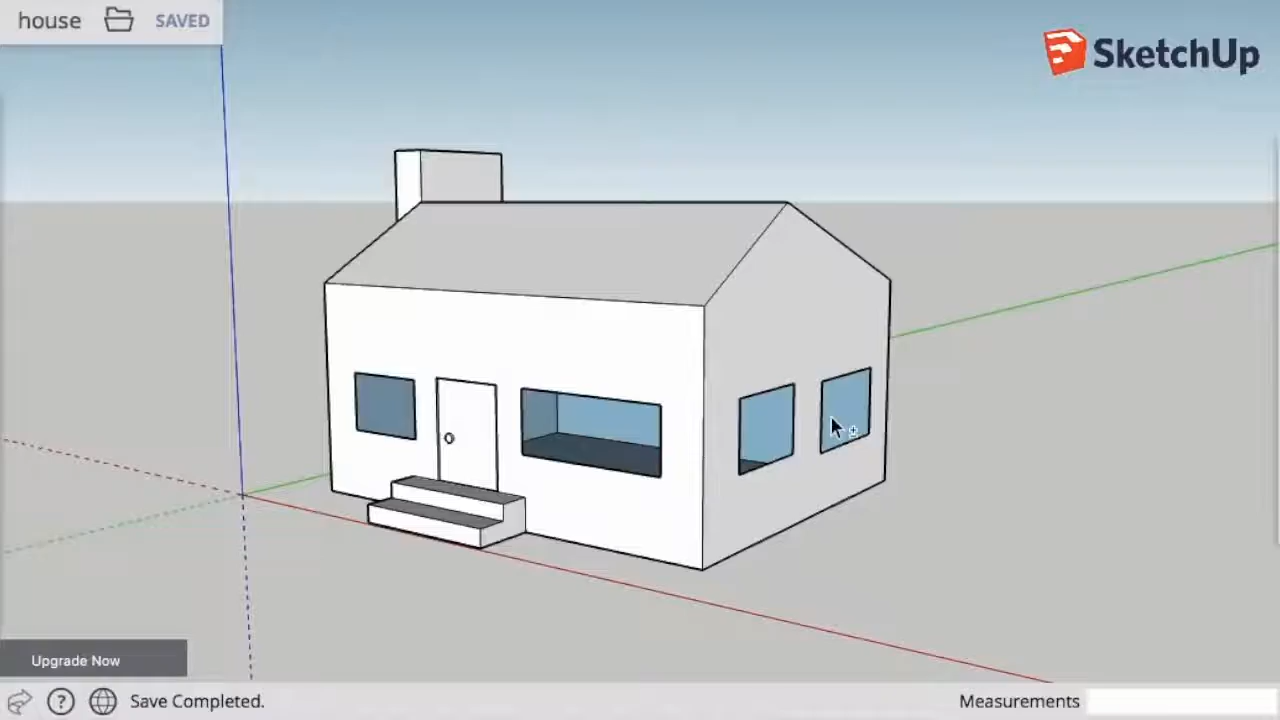 house SAVED
SketchUp
Upgrade Now
? Save Completed.
Measurements